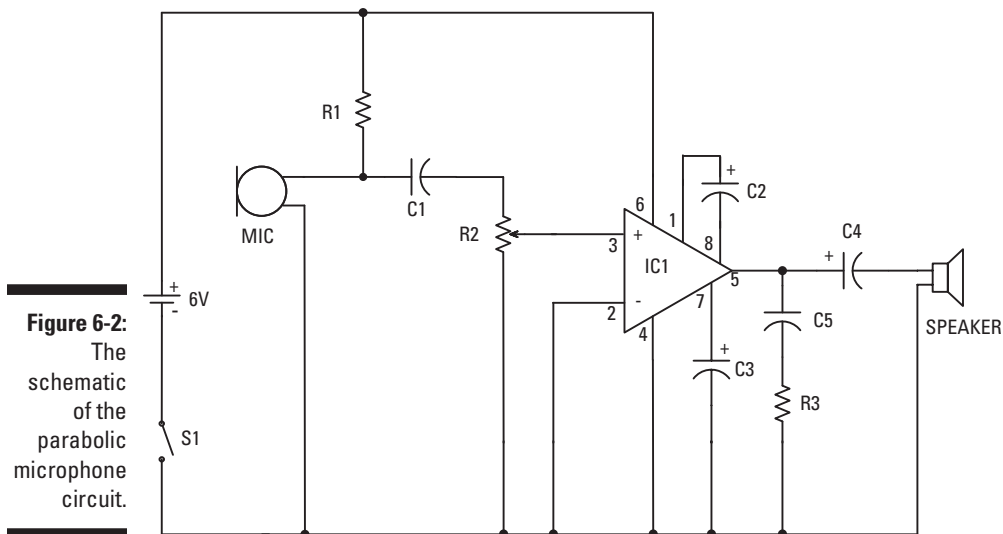 R1
MIC
C1
R2
6
1
+
C2
3
+
8
IC1
C4
+
5
2
-
7
4
+
C3
C5
SPEAKER
R3
+
6V
-
S1
Figure 6-2:
The
schematic
of the
parabolic
microphone
circuit.